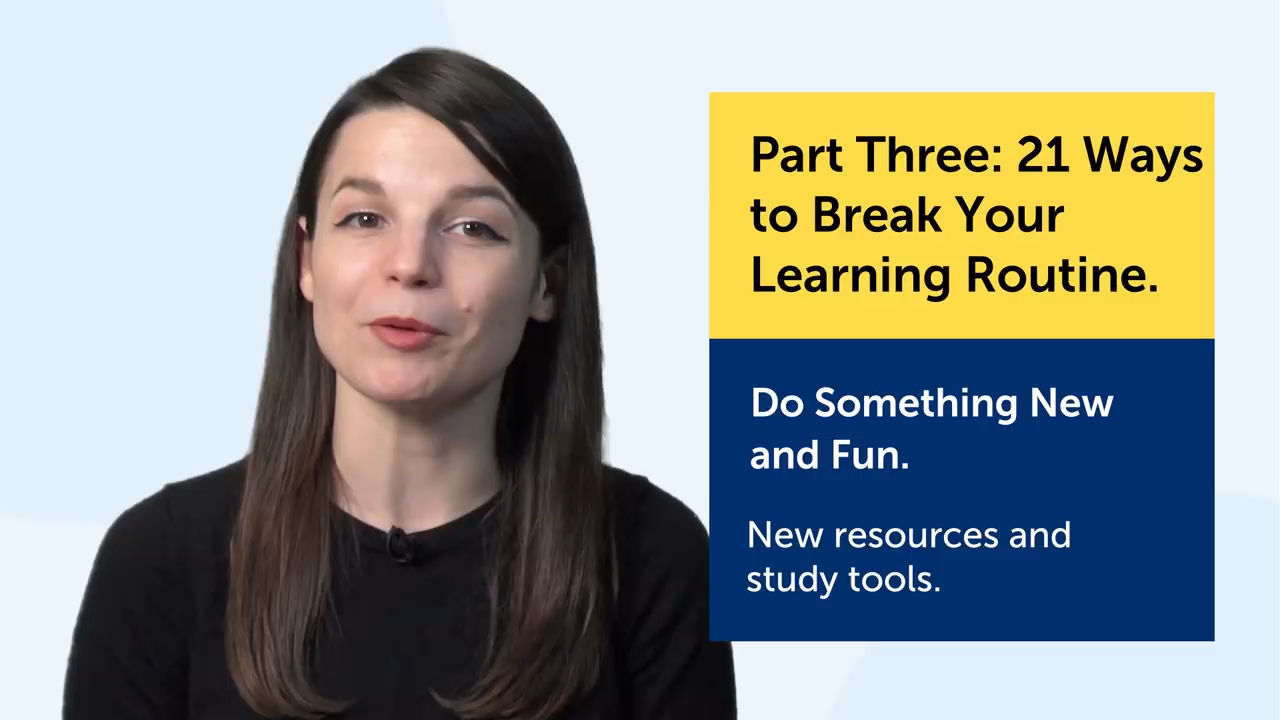 Part Three: 21 Ways
to Break Your
Learning Routine.
Do Something New
and Fun.
New resources and
study tools.